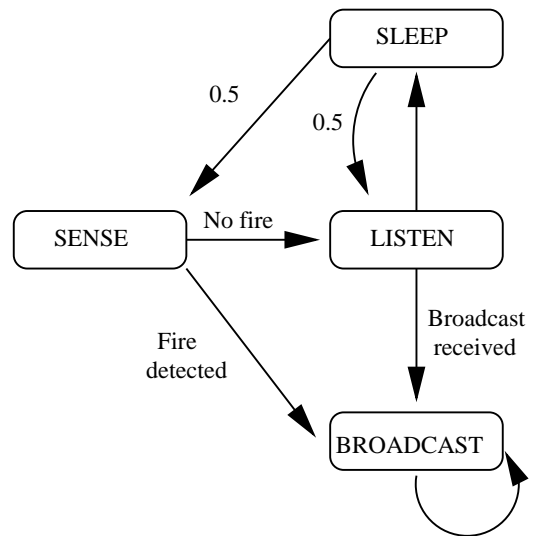 SLEEP
0.5
0.5
SENSE
No fire
LISTEN
Fire
detected
Broadcast
received
BROADCAST